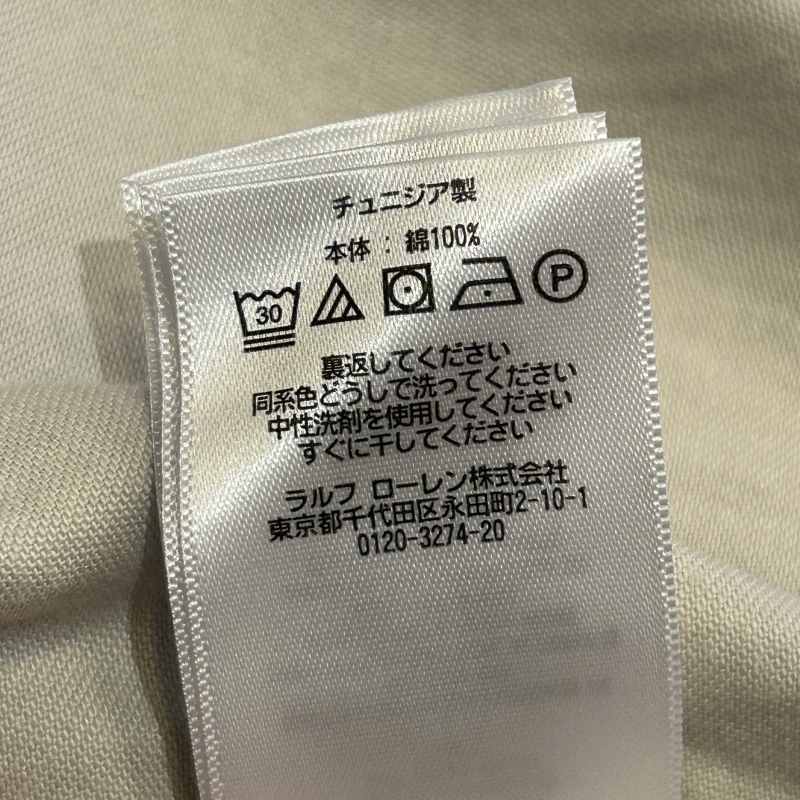 チュニジア製
本体 : 綿100%
30 P
裏返してください
同系色どうしで洗ってください
中性洗剤を使用してください
すぐに干してください
ラルフ ローレン株式会社
東京都千代田区永田町2-10-1
0120-3274-20